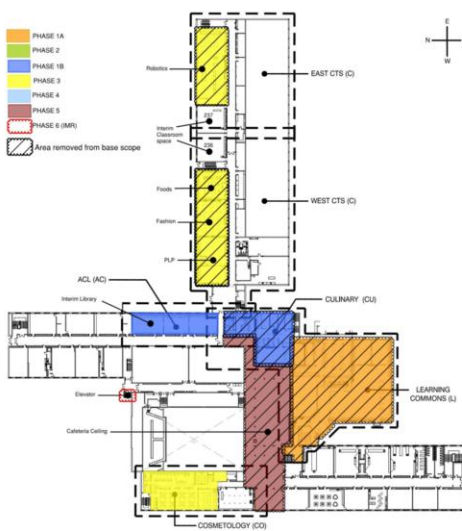 PHASE 1A
PHASE 2
PHASE 1B
PHASE 3
PHASE 4
PHASE 5
PHASE 6 (IMR)
Area removed from base scope
E
N
S
W
Robotics
EAST CTS (C)
237
Interim
Classroom
space
236
Foods
WEST CTS (C)
Fashion
PLP
ACL (AC)
CULINARY (CU)
Interim Library
LEARNING
COMMONS (L)
Elevator
Cafeteria Ceiling
COSMETOLOGY (CO)